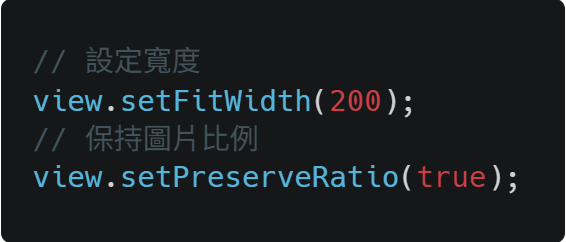 // 設定寬度
view.setFitWidth(200);
// 保持圖片比例
view.setPreserveRatio(true);